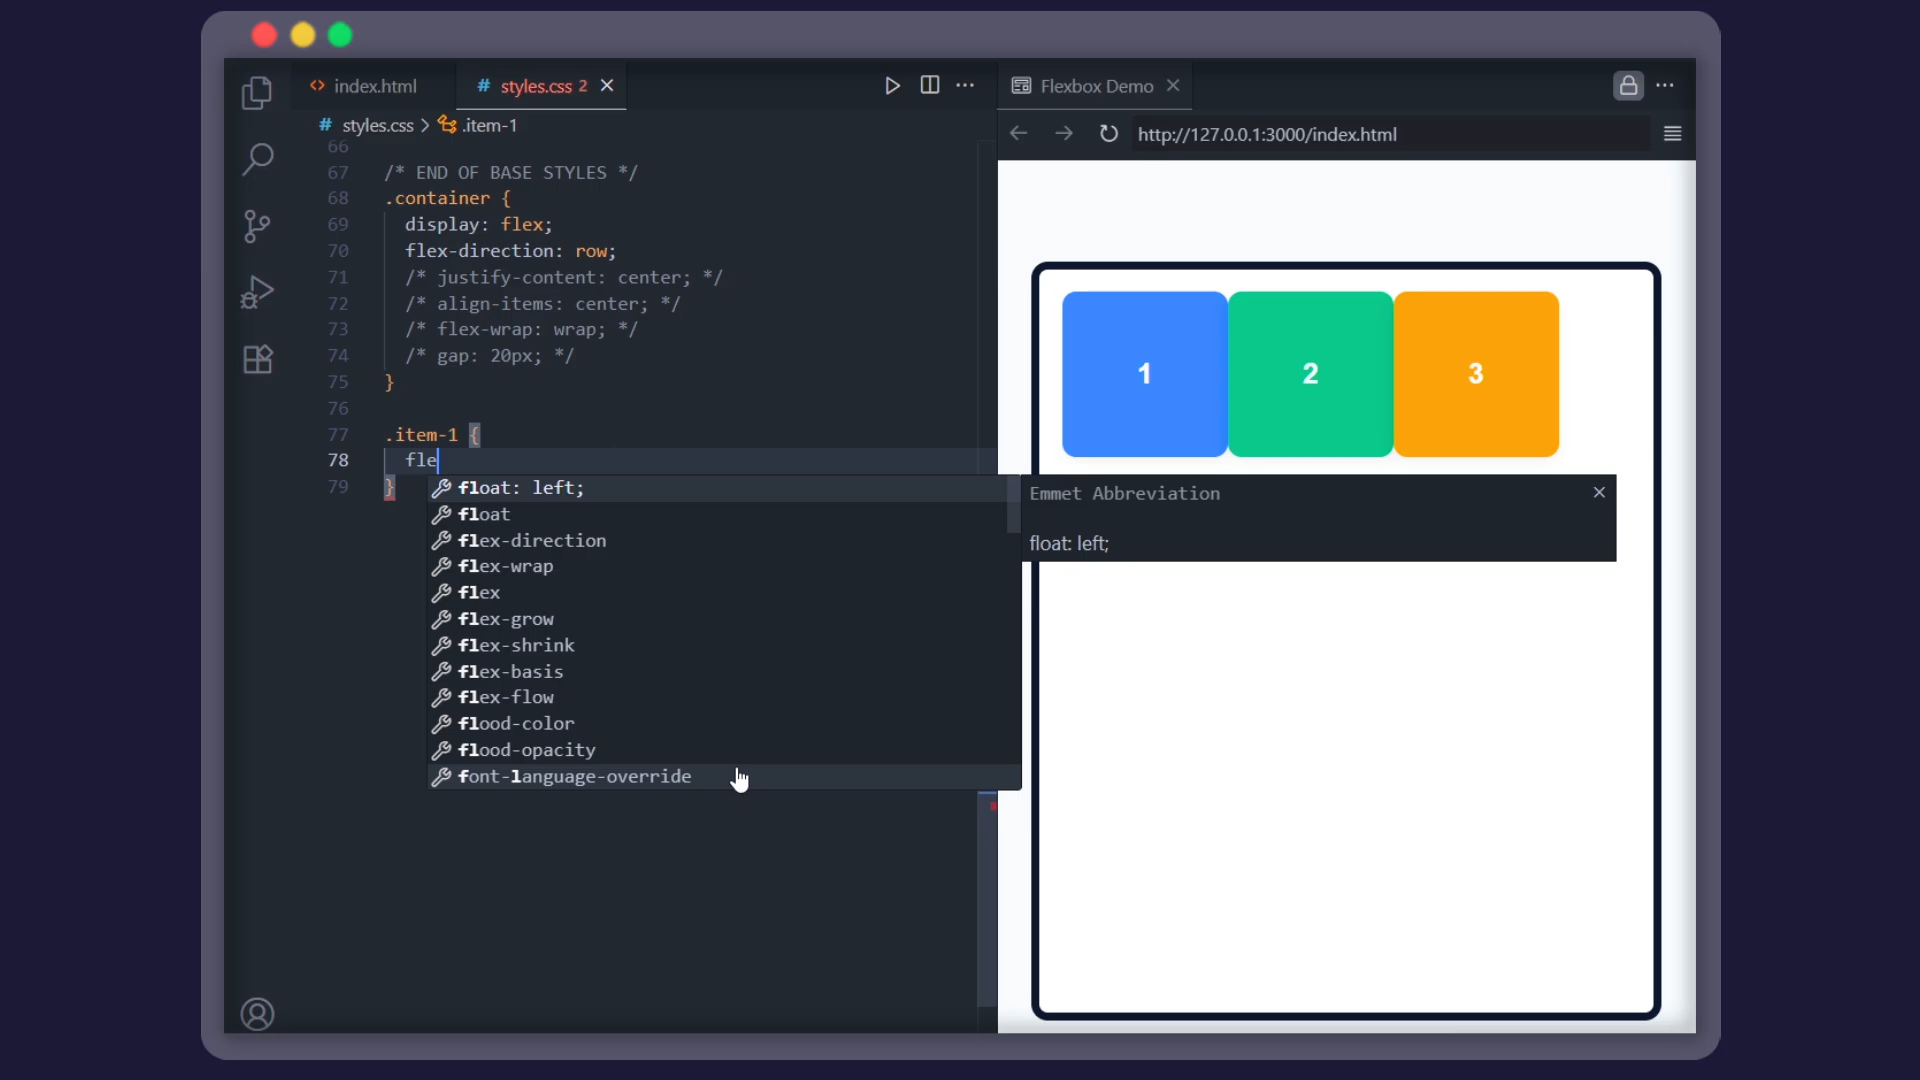 index.html
# styles.css 2
Flexbox Demo
# styles.css > .item-1
http://127.0.0.1:3000/index.html
66
67 /* END OF BASE STYLES */
68 .container {
69 display: flex;
70 flex-direction: row;
71 /* justify-content: center; */
72 /* align-items: center; */
73 /* flex-wrap: wrap; */
74 /* gap: 20px; */
75 }
76
77 .item-1 {
78 fle
79 }
float: left;
float
flex-direction
flex-wrap
flex
flex-grow
flex-shrink
flex-basis
flex-flow
flood-color
flood-opacity
font-language-override
Emmet Abbreviation
float: left;
1 2 3